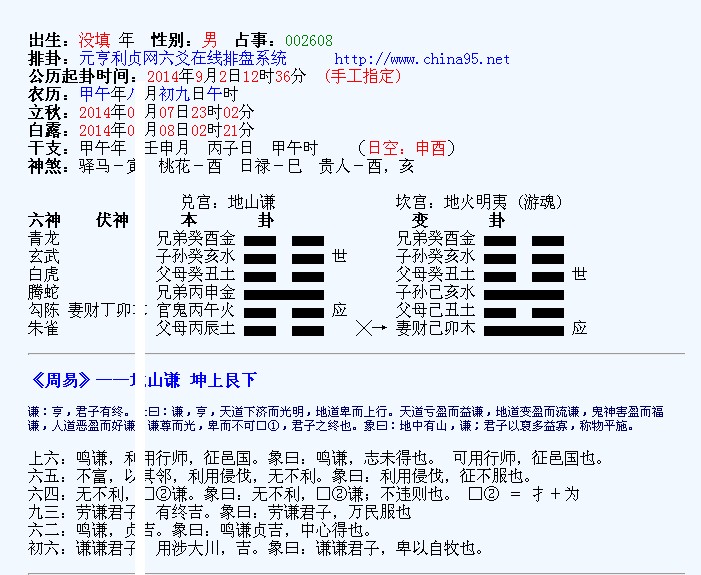 出生：没填 年 性别：男 占事：002608
排卦：元亨利贞网六爻在线排盘系统 http://www.china95.net
公历起卦时间：2014年9月2日12时36分 (手工指定)
农历：甲午年 月初九日午时
立秋：2014年0 月07日23时02分
白露：2014年0 月08日02时21分
干支：甲午年 壬申月 丙子日 甲午时 (日空：申酉)
神煞：驿马－寅 桃花－酉 日禄－巳 贵人－酉，亥
兑宫：地山谦 坎宫：地火明夷 (游魂)
六神 伏神 本 卦 变 卦
青龙 兄弟癸酉金 兄弟癸酉金
玄武 子孙癸亥水 世 子孙癸亥水
白虎 父母癸丑土 父母癸丑土 世
腾蛇 兄弟丙申金 子孙己亥水
勾陈 妻财丁卯 官鬼丙午火 应 父母己丑土
朱雀 父母丙辰土 ╳→ 妻财己卯木 应
《周易》——地山谦 坤上艮下
谦：亨，君子有终。 曰：谦，亨，天道下济而光明，地道卑而上行。天道亏盈而益谦，地道变盈而流谦，鬼神害盈而福
谦，人道恶盈而好谦 谦尊而光，卑而不可□①，君子之终也。象曰：地中有山，谦；君子以裒多益寡，称物平施。
上六：鸣谦，利用行师，征邑国。象曰：鸣谦，志未得也。 可用行师，征邑国也。
六五：不富，以其邻，利用侵伐，无不利。象曰：利用侵伐，征不服也。
六四：无不利，□②谦。象曰：无不利，□②谦；不违则也。 □② ＝ 扌＋为
九三：劳谦君子 有终吉。象曰：劳谦君子，万民服也
六二：鸣谦，贞吉。象曰：鸣谦贞吉，中心得也。
初六：谦谦君子 用涉大川，吉。象曰：谦谦君子，卑以自牧也。